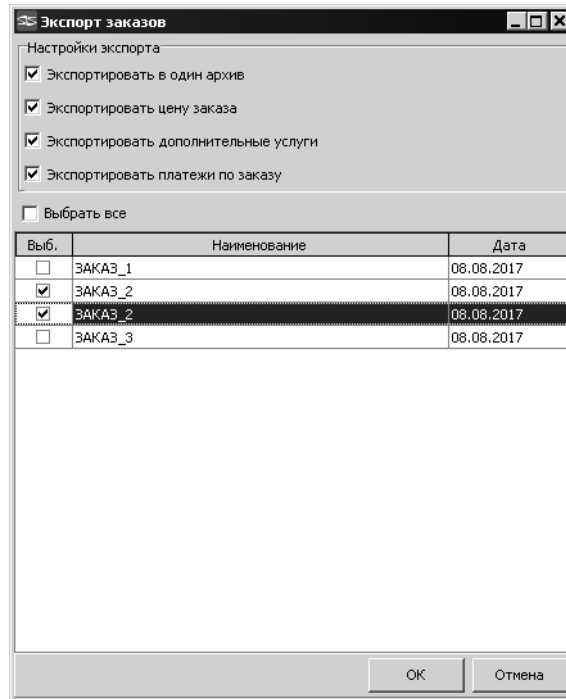 Экспорт заказов
Настройки экспорта
Экспортировать в один архив
Экспортировать цену заказа
Экспортировать дополнительные услуги
Экспортировать платежи по заказу
Выбрать все
Выб. Наименование Дата
ЗАКАЗ_1 08.08.2017
ЗАКАЗ_2 08.08.2017
ЗАКАЗ_2 08.08.2017
ЗАКАЗ_3 08.08.2017
ОК Отмена